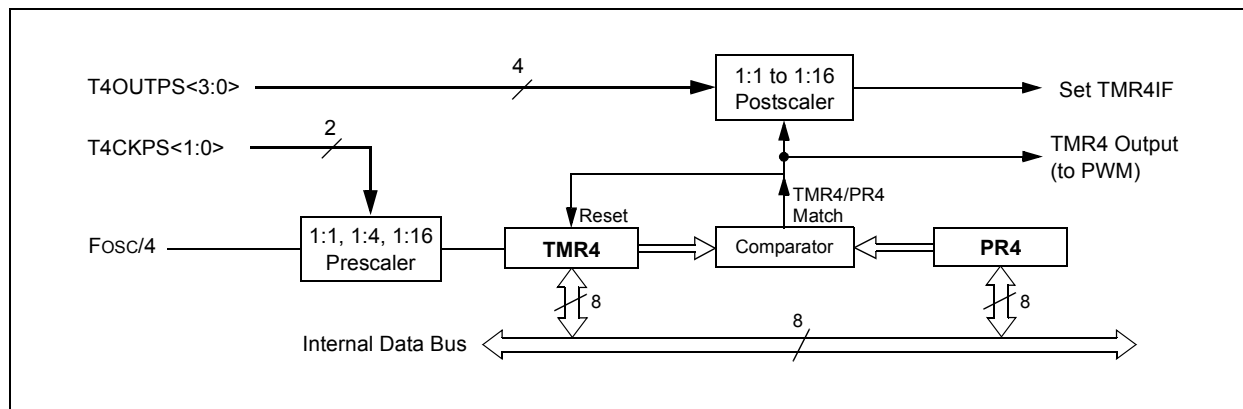 4
T4OUTPS<3:0>
1:1 to 1:16
Postscaler
Set TMR4IF
2
T4CKPS<1:0>
TMR4 Output
(to PWM)
TMR4/PR4
Match
Reset
FOSC/4
1:1, 1:4, 1:16
Prescaler
TMR4
Comparator
PR4
8
8
8
Internal Data Bus